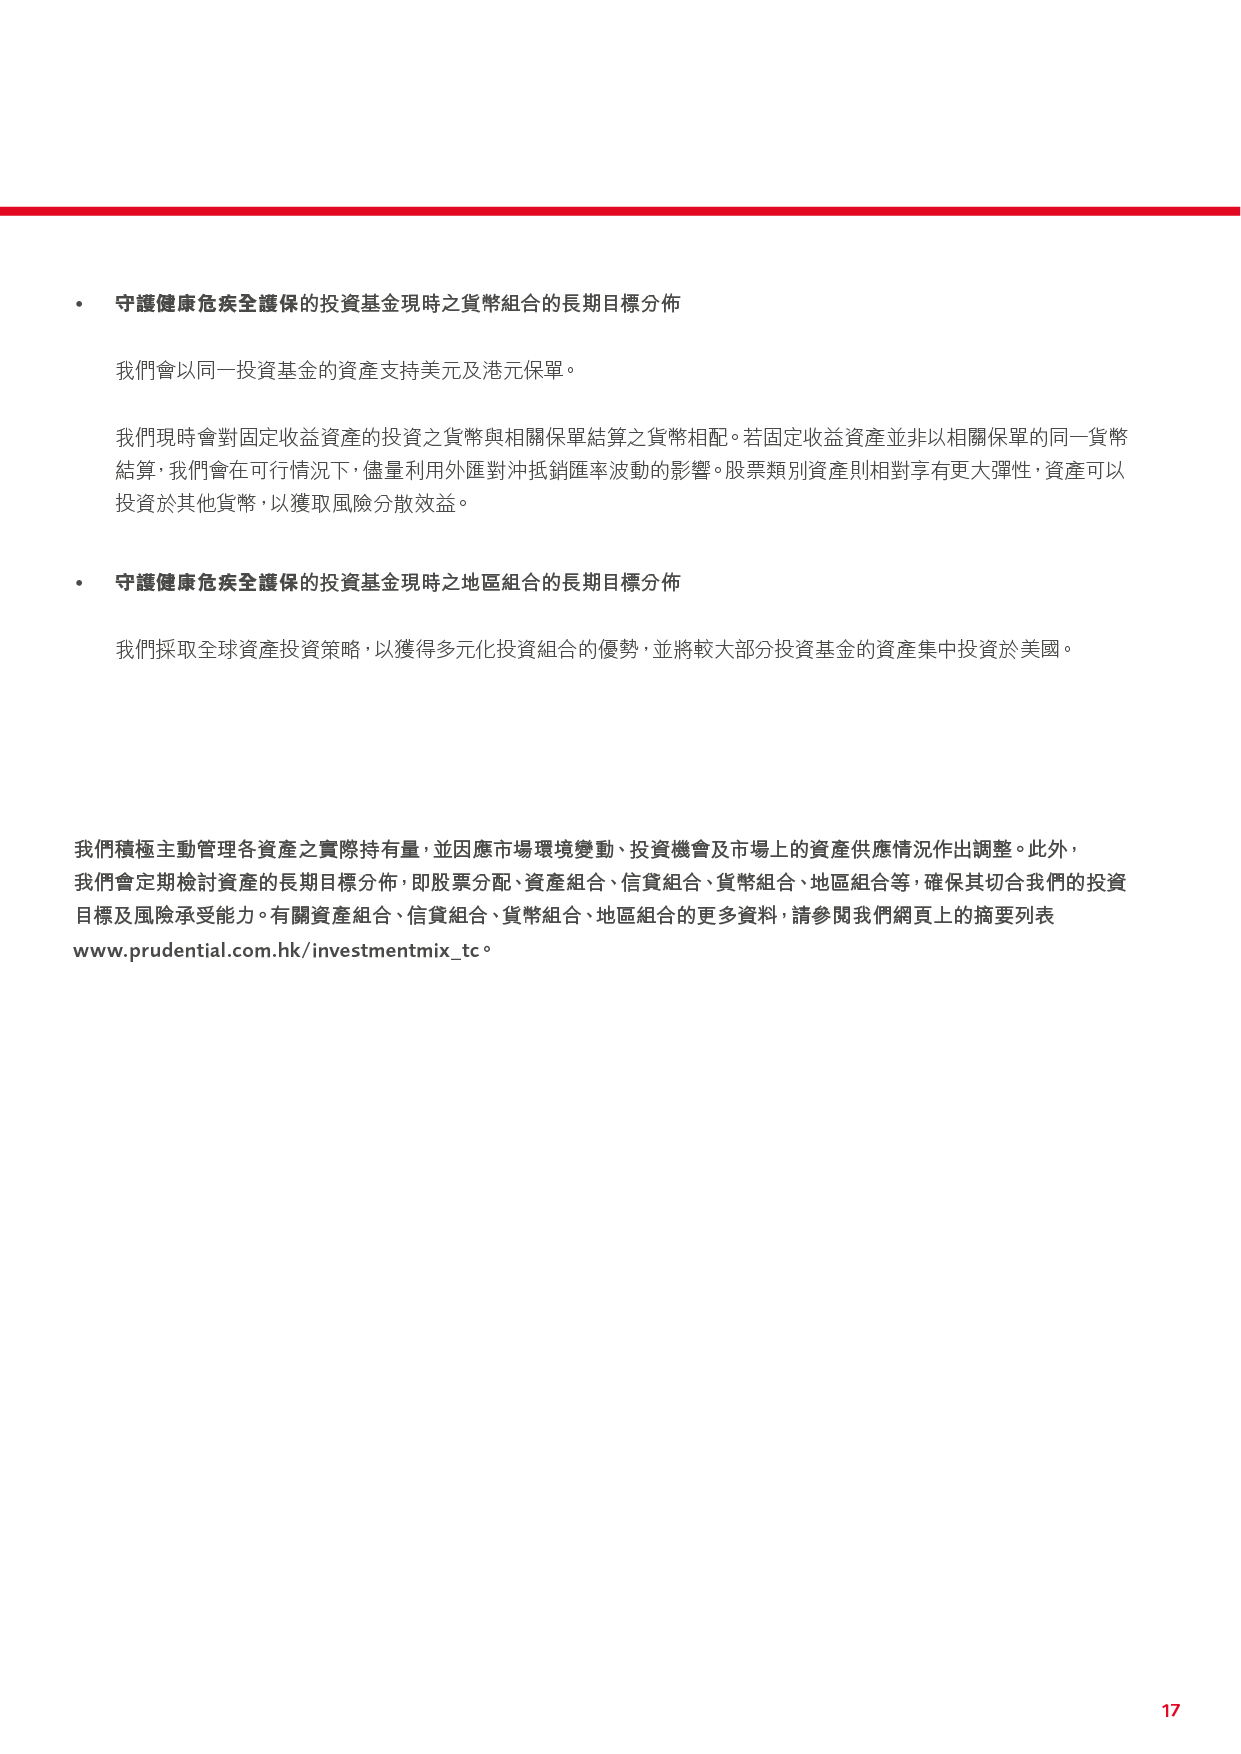 • 守護健康危疾全護保的投資基金現時之貨幣組合的長期目標分佈
我們會以同一投資基金的資產支持美元及港元保單。
我們現時會對固定收益資產的投資之貨幣與相關保單結算之貨幣相配。若固定收益資產並非以相關保單的同一貨幣
結算，我們會在可行情況下，儘量利用外匯對沖抵銷匯率波動的影響。股票類別資產則相對享有更大彈性，資產可以
投資於其他貨幣，以獲取風險分散效益。
• 守護健康危疾全護保的投資基金現時之地區組合的長期目標分佈
我們採取全球資產投資策略，以獲得多元化投資組合的優勢，並將較大部分投資基金的資產集中投資於美國。
我們積極主動管理各資產之實際持有量，並因應市場環境變動、投資機會及市場上的資產供應情況作出調整。此外，
我們會定期檢討資產的長期目標分佈，即股票分配、資產組合、信貸組合、貨幣組合、地區組合等，確保其切合我們的投資
目標及風險承受能力。有關資產組合、信貸組合、貨幣組合、地區組合的更多資料，請參閱我們網頁上的摘要列表
www.prudential.com.hk/investmentmix_tc。
17